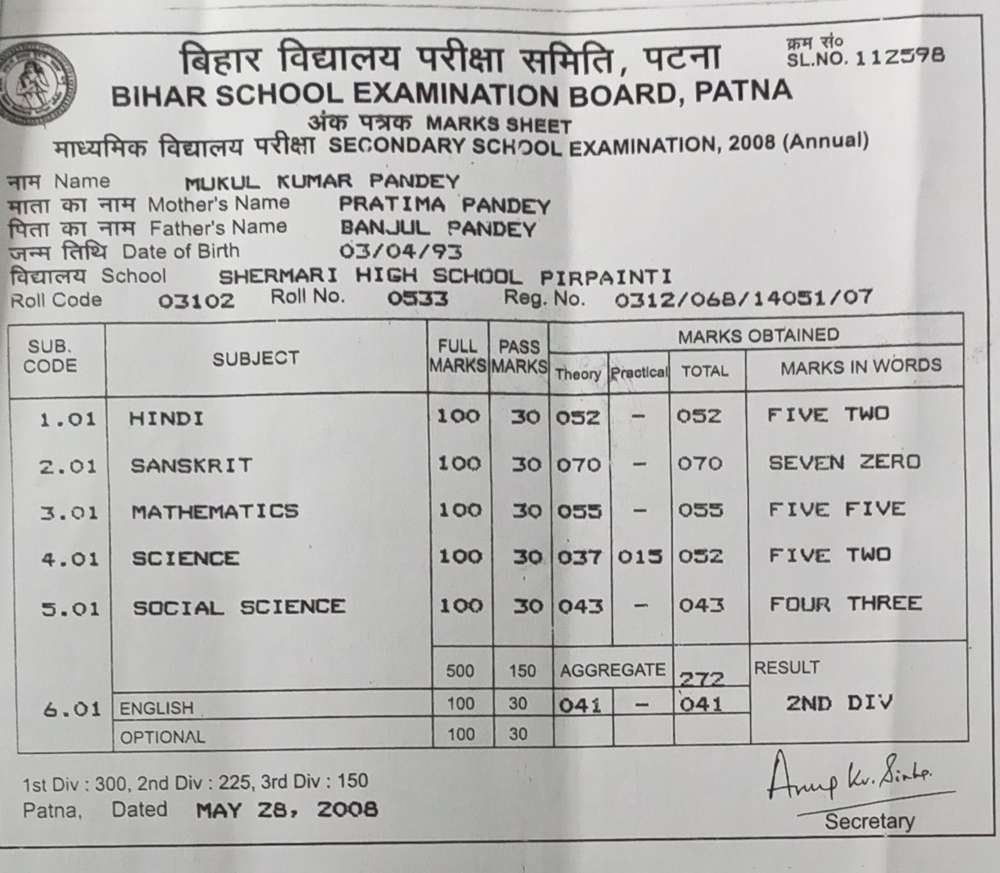 बिहार विद्यालय परीक्षा समिति, पटना
क्रम सं०
SL.NO. 112598
BIHAR SCHOOL EXAMINATION BOARD, PATNA
अंक पत्रक MARKS SHEET
माध्यमिक विद्यालय परीक्षा SECONDARY SCHOOL EXAMINATION, 2008 (Annual)
नाम Name MUKUL KUMAR PANDEY
माता का नाम Mother's Name PRATIMA PANDEY
पिता का नाम Father's Name BANJUL PANDEY
जन्म तिथि Date of Birth 03/04/93
विद्यालय School SHERMARI HIGH SCHOOL PIRPAINTI
Roll Code 03102 Roll No. 0533 Reg. No. 0312/068/14051/07
SUB. CODE SUBJECT FULL MARKS PASS MARKS MARKS OBTAINED
Theory Practical TOTAL MARKS IN WORDS
1.01 HINDI 100 30 052 - 052 FIVE TWO
2.01 SANSKRIT 100 30 070 - 070 SEVEN ZERO
3.01 MATHEMATICS 100 30 055 - 055 FIVE FIVE
4.01 SCIENCE 100 30 037 015 052 FIVE TWO
5.01 SOCIAL SCIENCE 100 30 043 - 043 FOUR THREE
500 150 AGGREGATE 272 RESULT
6.01 ENGLISH 100 30 041 - 041 2ND DIV
OPTIONAL 100 30
1st Div : 300, 2nd Div : 225, 3rd Div : 150
Patna, Dated MAY 28, 2008
Anup Kr. Sinha.
Secretary